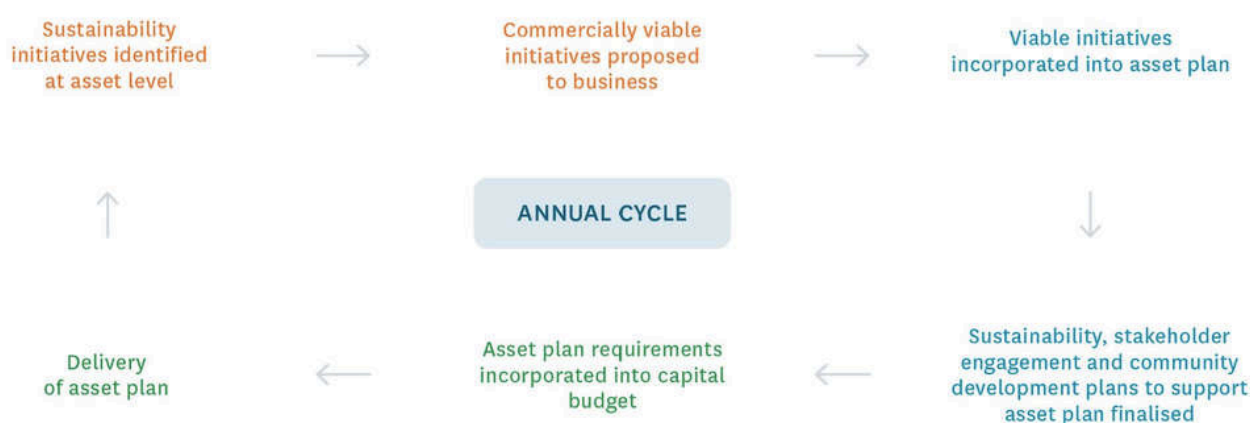 Sustainability
initiatives identified
at asset level
Commercially viable
initiatives proposed
to business
Viable initiatives
incorporated into asset plan
ANNUAL CYCLE
Delivery
of asset plan
Asset plan requirements
incorporated into capital
budget
Sustainability, stakeholder
engagement and community
development plans to support
asset plan finalised